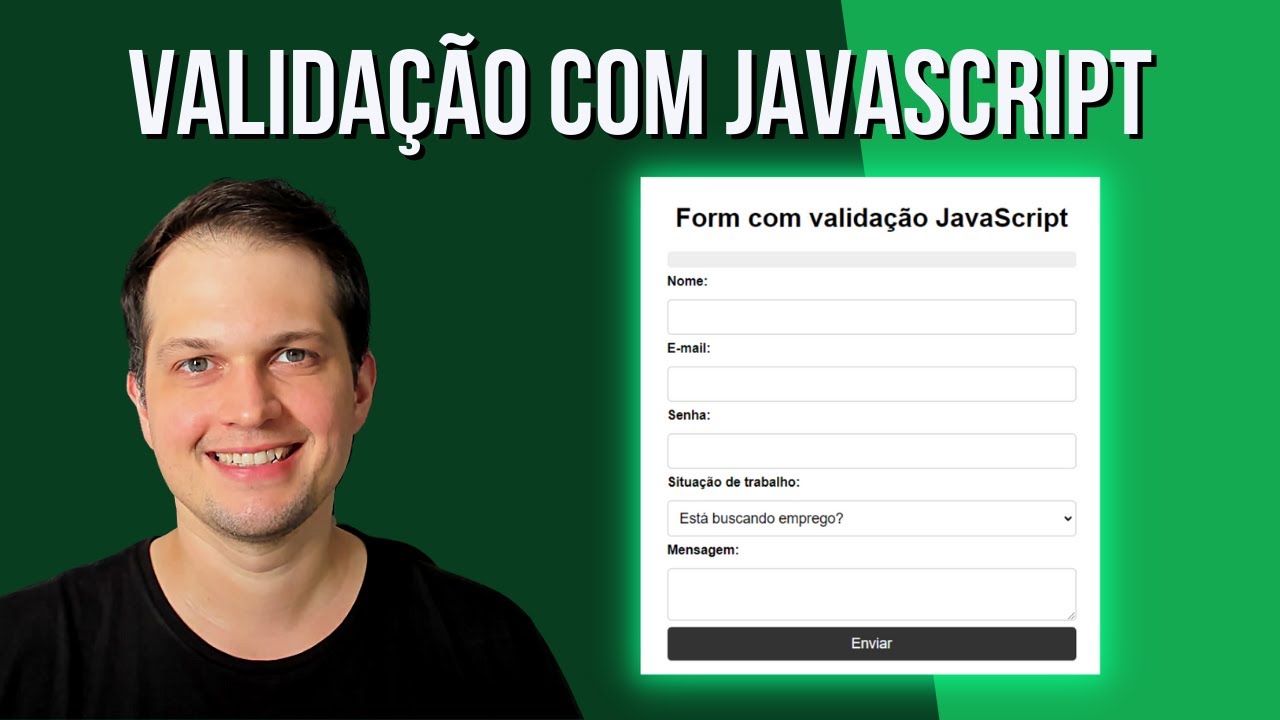 VALIDAÇÃO COM JAVASCRIPT
Form com validação JavaScript
Nome:
E-mail:
Senha:
Situação de trabalho:
Está buscando emprego?
Mensagem:
Enviar